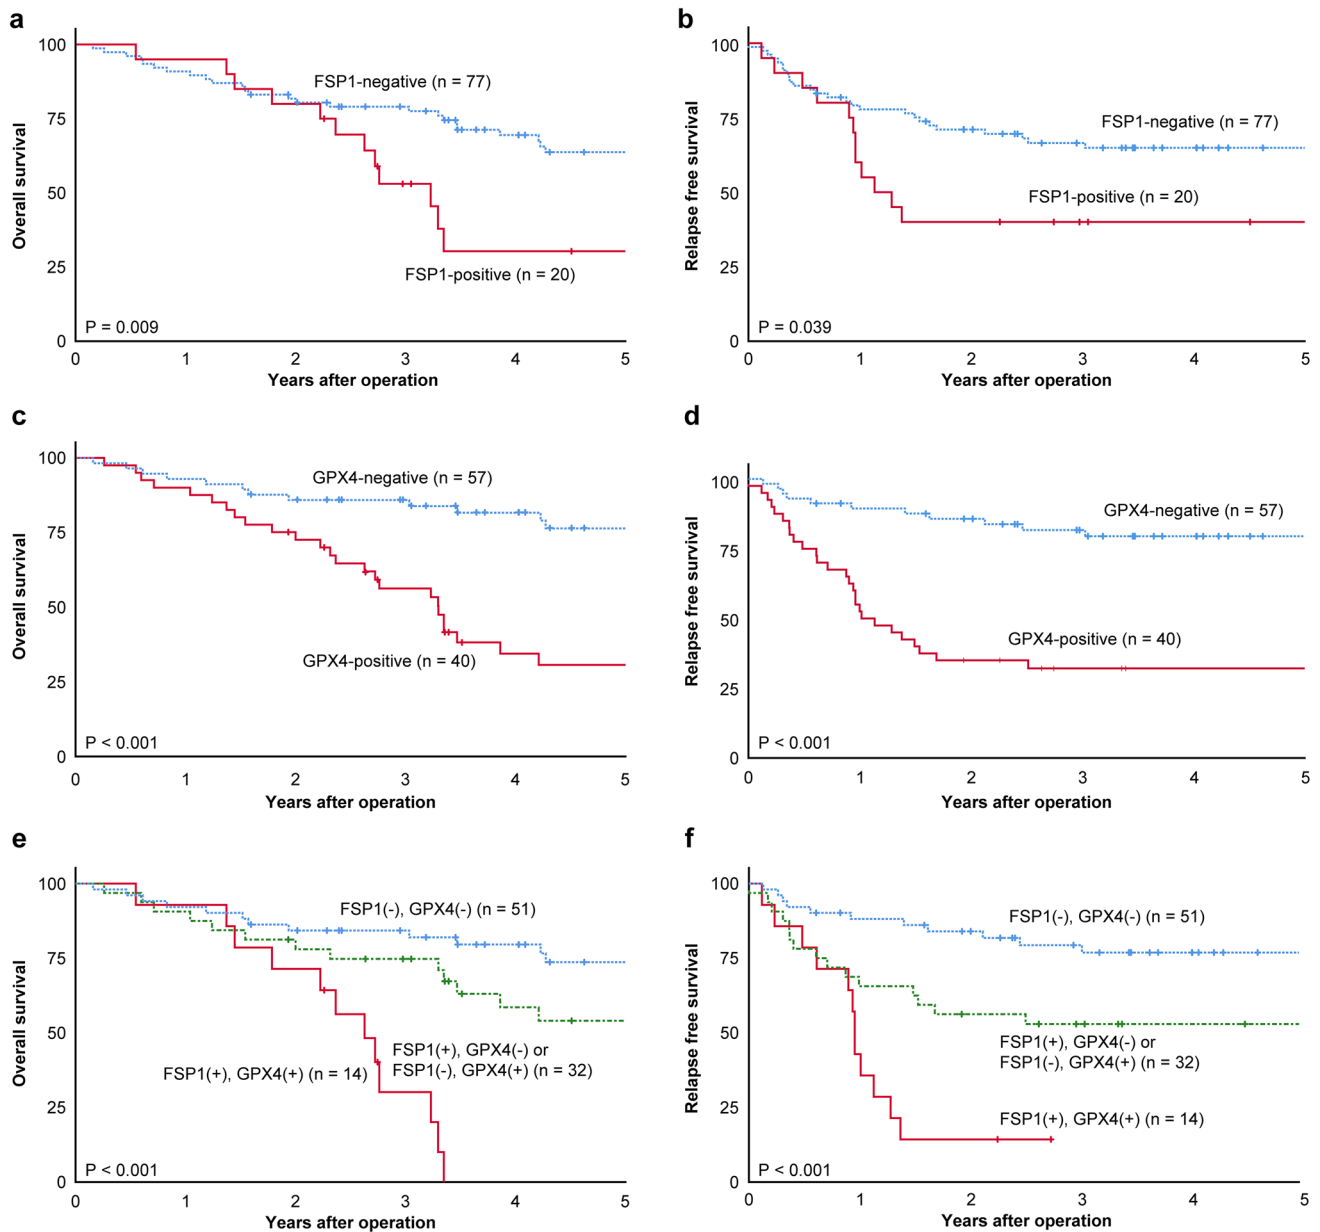 a
100
75
50
25
0
Overall survival
FSP1-negative (n = 77)
FSP1-positive (n = 20)
P = 0.009
0 1 2 3 4 5
Years after operation
b
100
75
50
25
0
Relapse free survival
FSP1-negative (n = 77)
FSP1-positive (n = 20)
P = 0.039
0 1 2 3 4 5
Years after operation
c
100
75
50
25
0
Overall survival
GPX4-negative (n = 57)
GPX4-positive (n = 40)
P < 0.001
0 1 2 3 4 5
Years after operation
d
100
75
50
25
0
Relapse free survival
GPX4-negative (n = 57)
GPX4-positive (n = 40)
P < 0.001
0 1 2 3 4 5
Years after operation
e
100
75
50
25
0
Overall survival
FSP1(-), GPX4(-) (n = 51)
FSP1(+), GPX4(-) or
FSP1(-), GPX4(+) (n = 32)
FSP1(+), GPX4(+) (n = 14)
P < 0.001
0 1 2 3 4 5
Years after operation
f
100
75
50
25
0
Relapse free survival
FSP1(-), GPX4(-) (n = 51)
FSP1(+), GPX4(-) or
FSP1(-), GPX4(+) (n = 32)
FSP1(+), GPX4(+) (n = 14)
P < 0.001
0 1 2 3 4 5
Years after operation